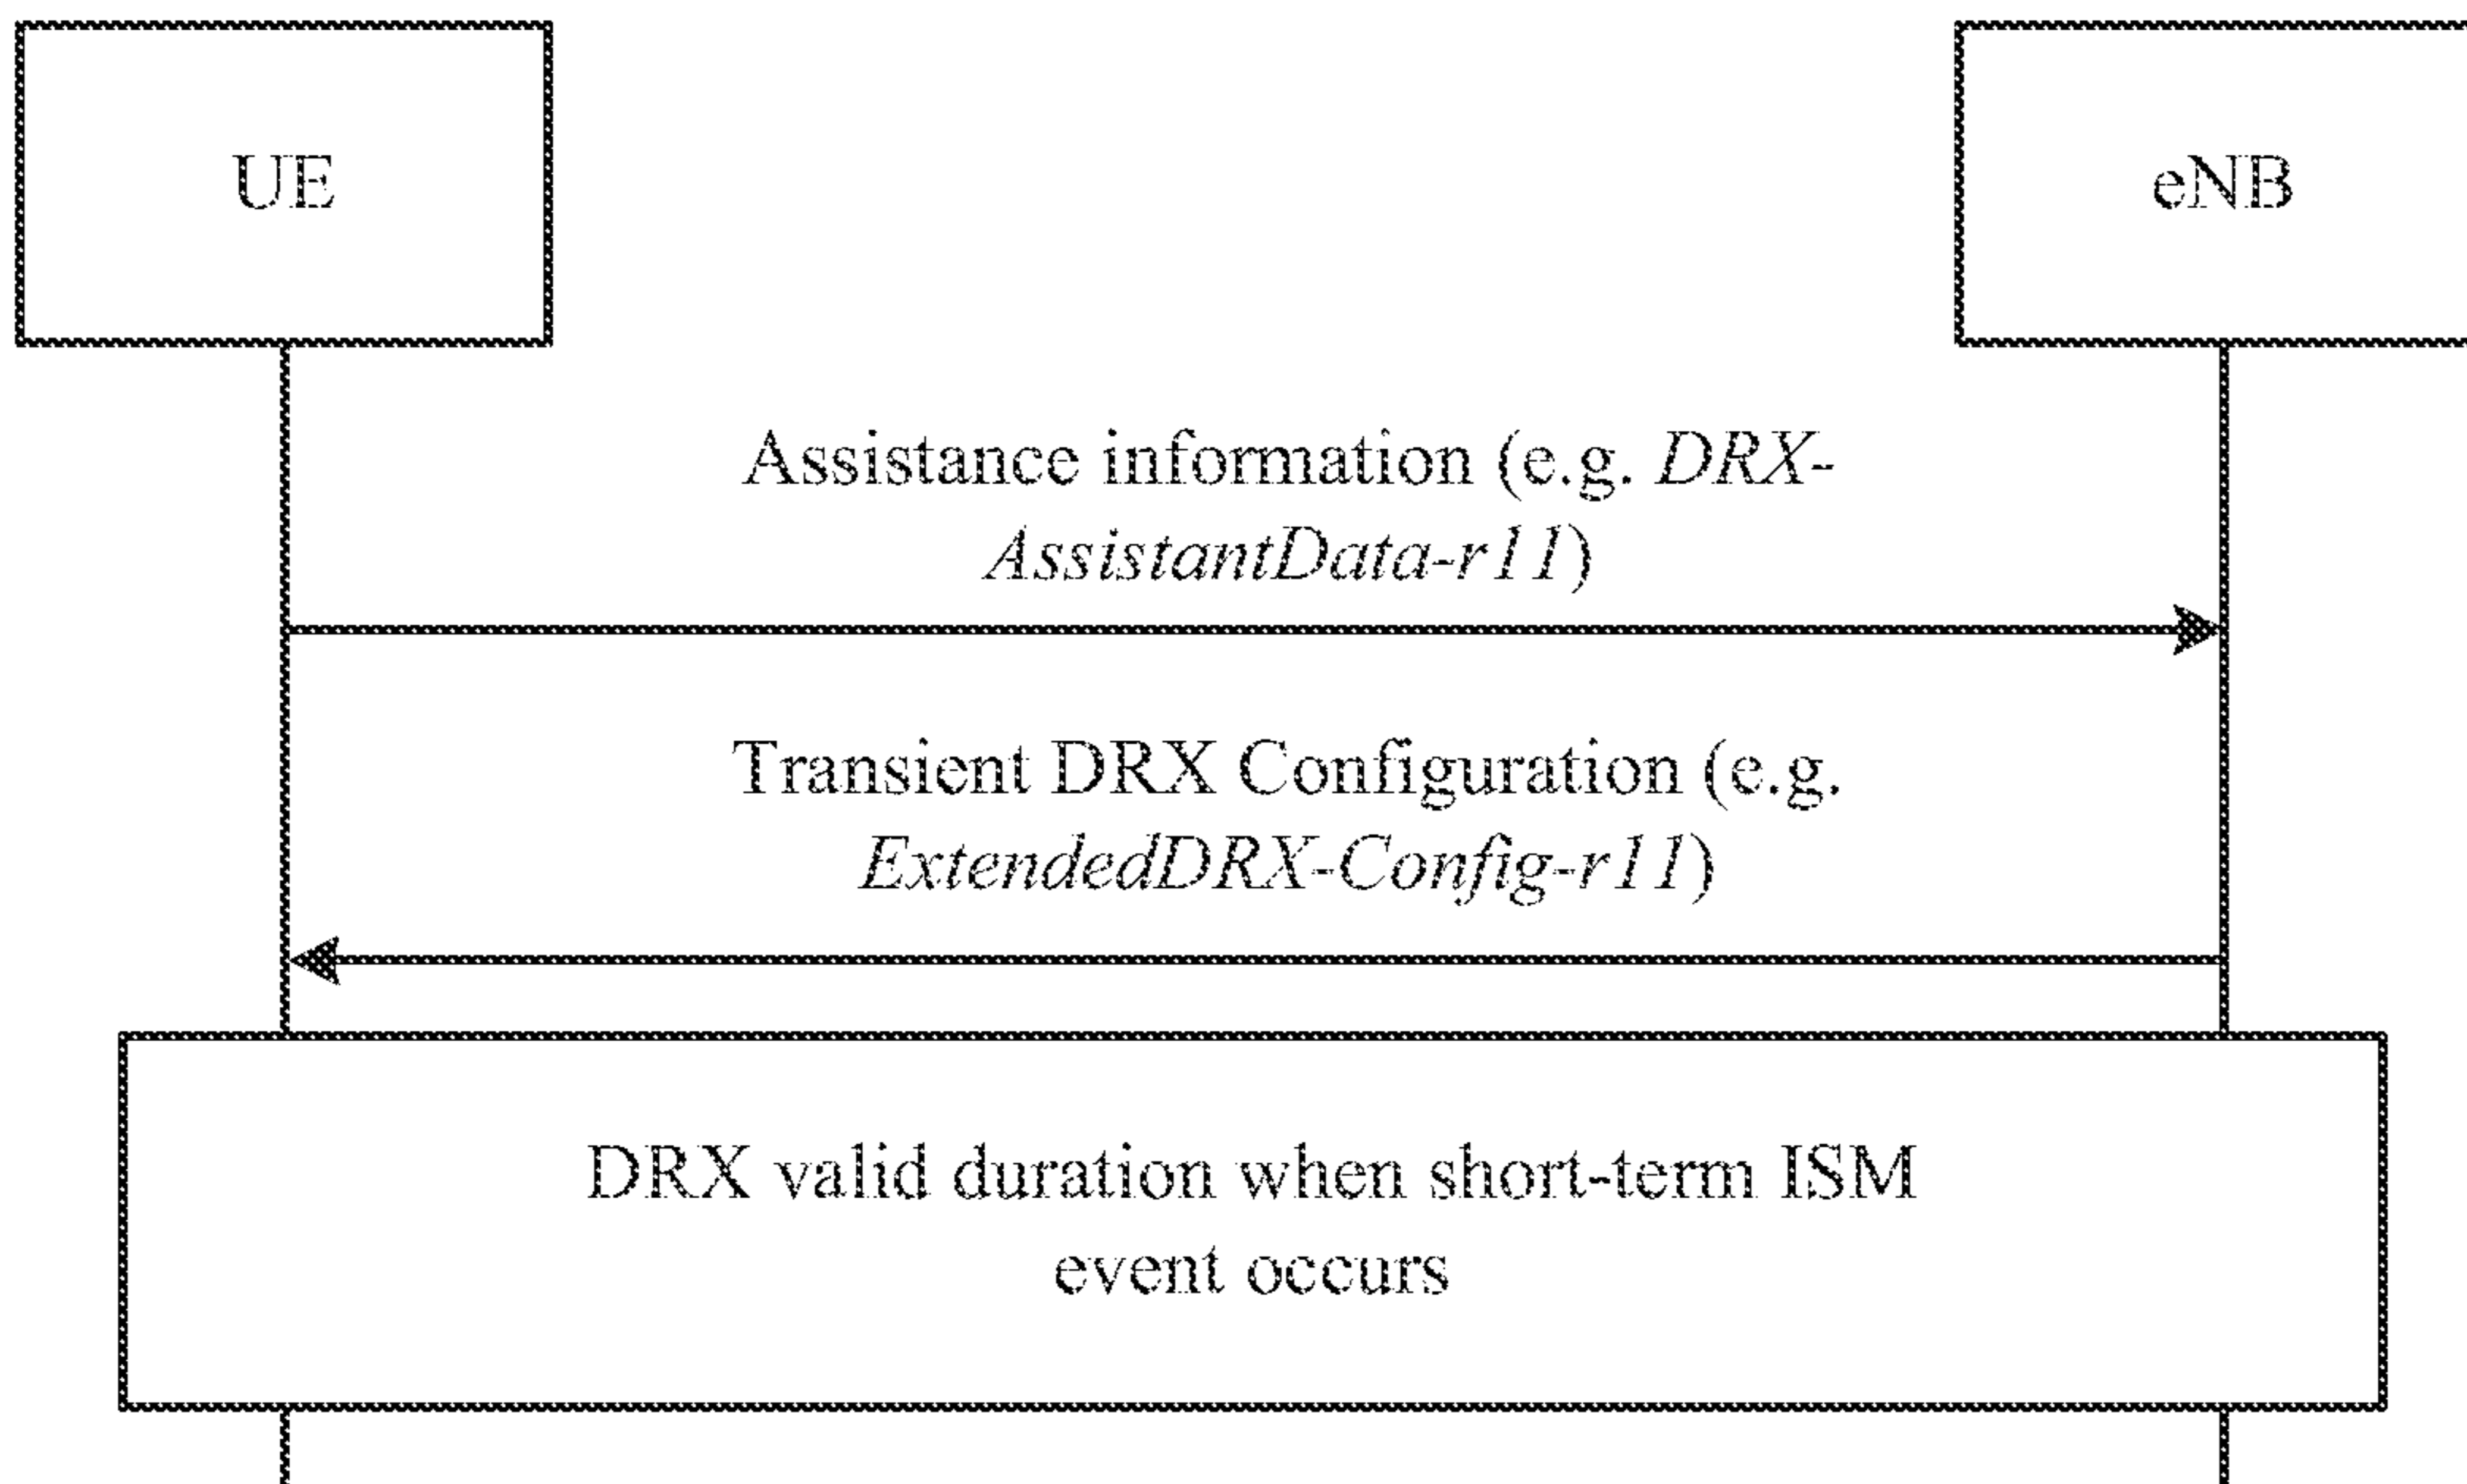 UE
eNB
Assistance information (e.g. DRX-
AssistantData-r11)
Transient DRX Configuration (e.g.
ExtendedDRX-Config-r11)
DRX valid duration when short-term ISM
event occurs